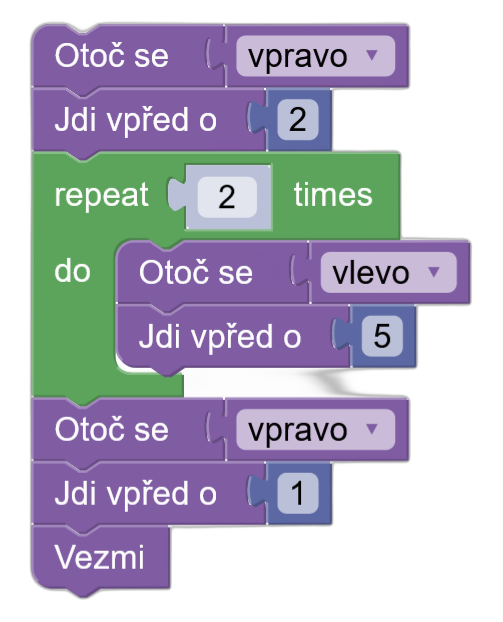 Otoč se vpravo
Jdi vpřed o 2
repeat 2 times
do Otoč se vlevo
Jdi vpřed o 5
Otoč se vpravo
Jdi vpřed o 1
Vezmi